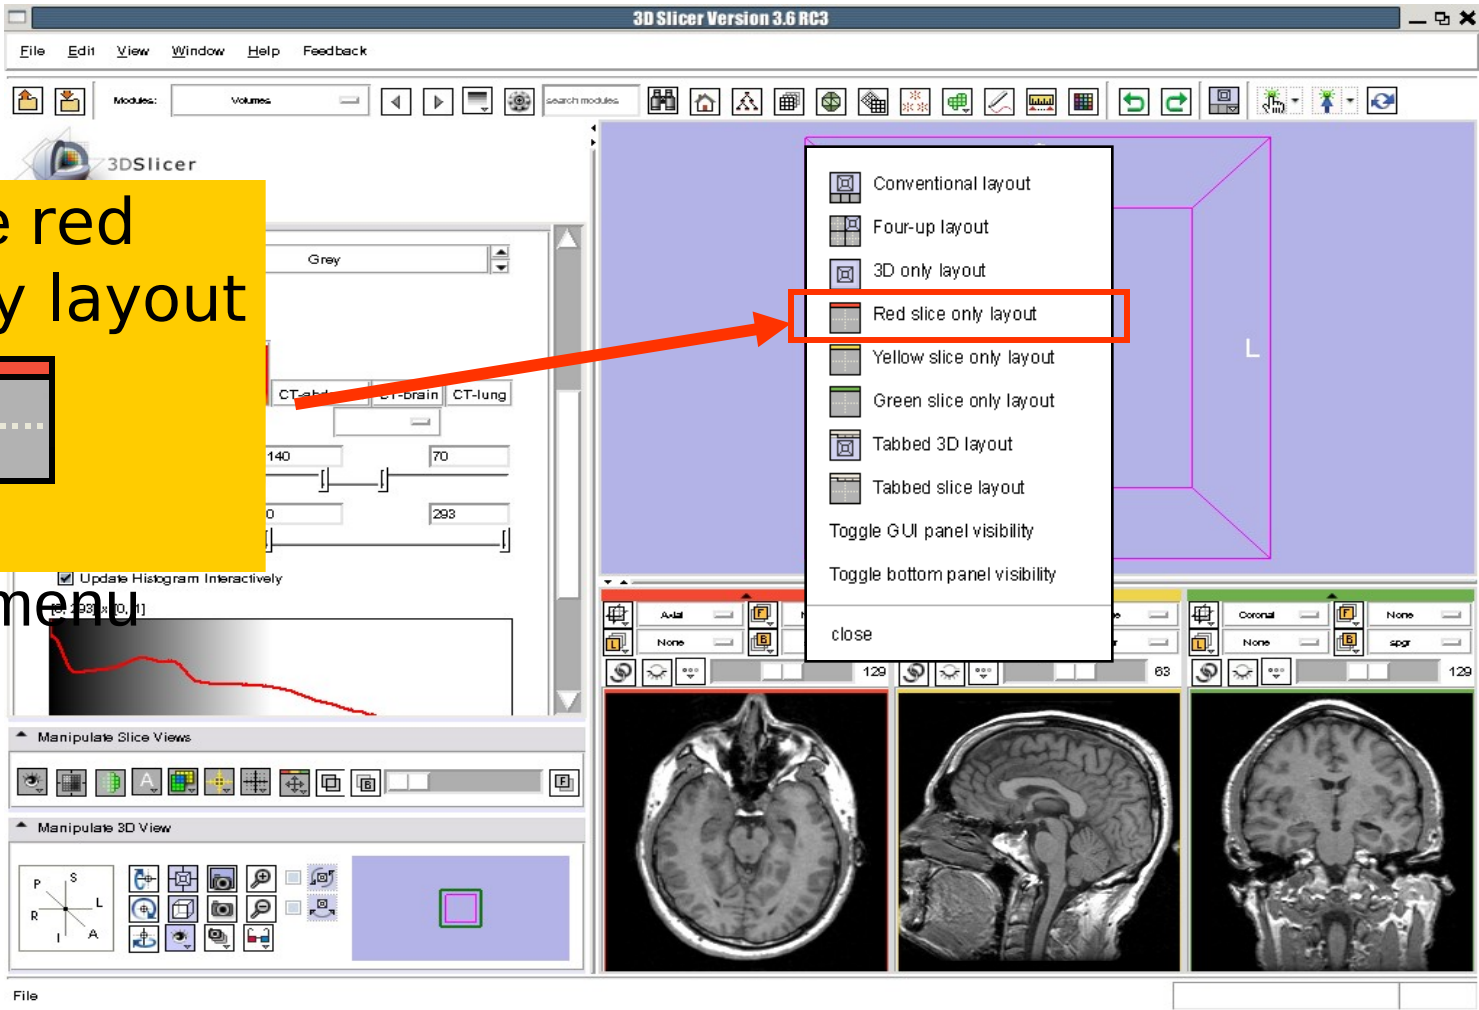 3D Slicer Version 3.6 RC3
File Edit View Window Help Feedback
Modules: Volumes search modules
3DSlicer
e red
y layout
Grey
CT-brain CT-lung
140 70
0 293
Update Histogram Interactively
menu
Manipulate Slice Views
A
B F
Manipulate 3D View
P S
R L
I A
Conventional layout
Four-up layout
3D only layout
Red slice only layout
Yellow slice only layout
Green slice only layout
Tabbed 3D layout
Tabbed slice layout
Toggle GUI panel visibility
Toggle bottom panel visibility
close
L
Axial F
L None B
129
63
Coronal F None
L None B spgr
129
File